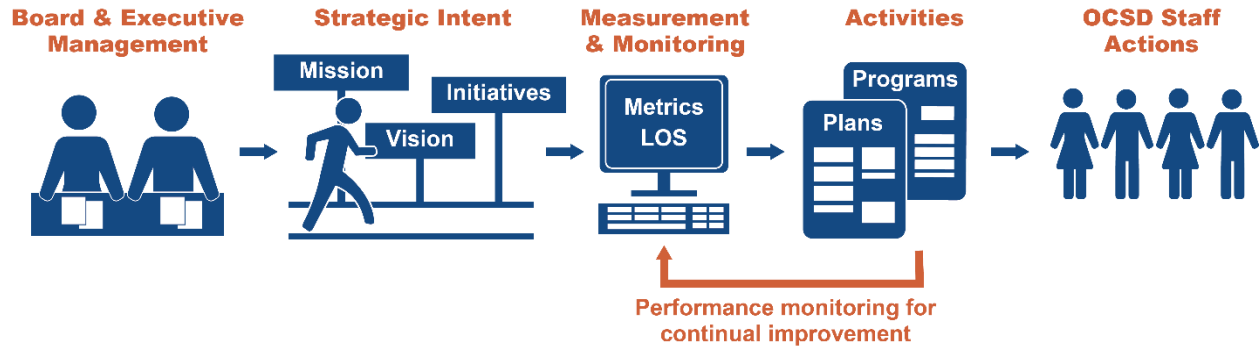 Board & Executive
Management
Strategic Intent
Measurement
& Monitoring
Activities
OCSD Staff
Actions
Mission
Initiatives
Vision
Metrics
LOS
Programs
Plans
Performance monitoring for
continual improvement